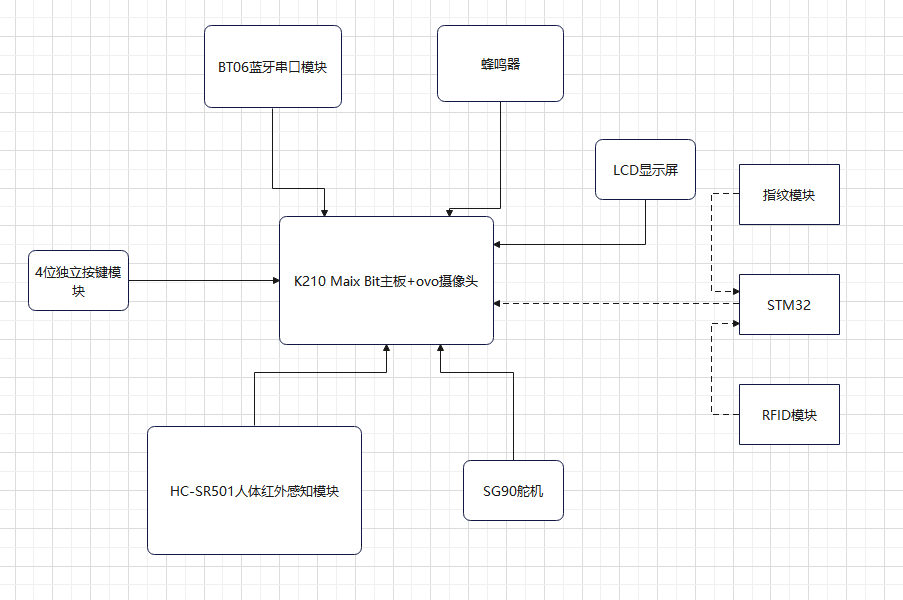 BT06蓝牙串口模块
蜂鸣器
LCD显示屏
指纹模块
4位独立按键模
块
K210 Maix Bit主板+ovo摄像头
STM32
RFID模块
HC-SR501人体红外感知模块
SG90舵机